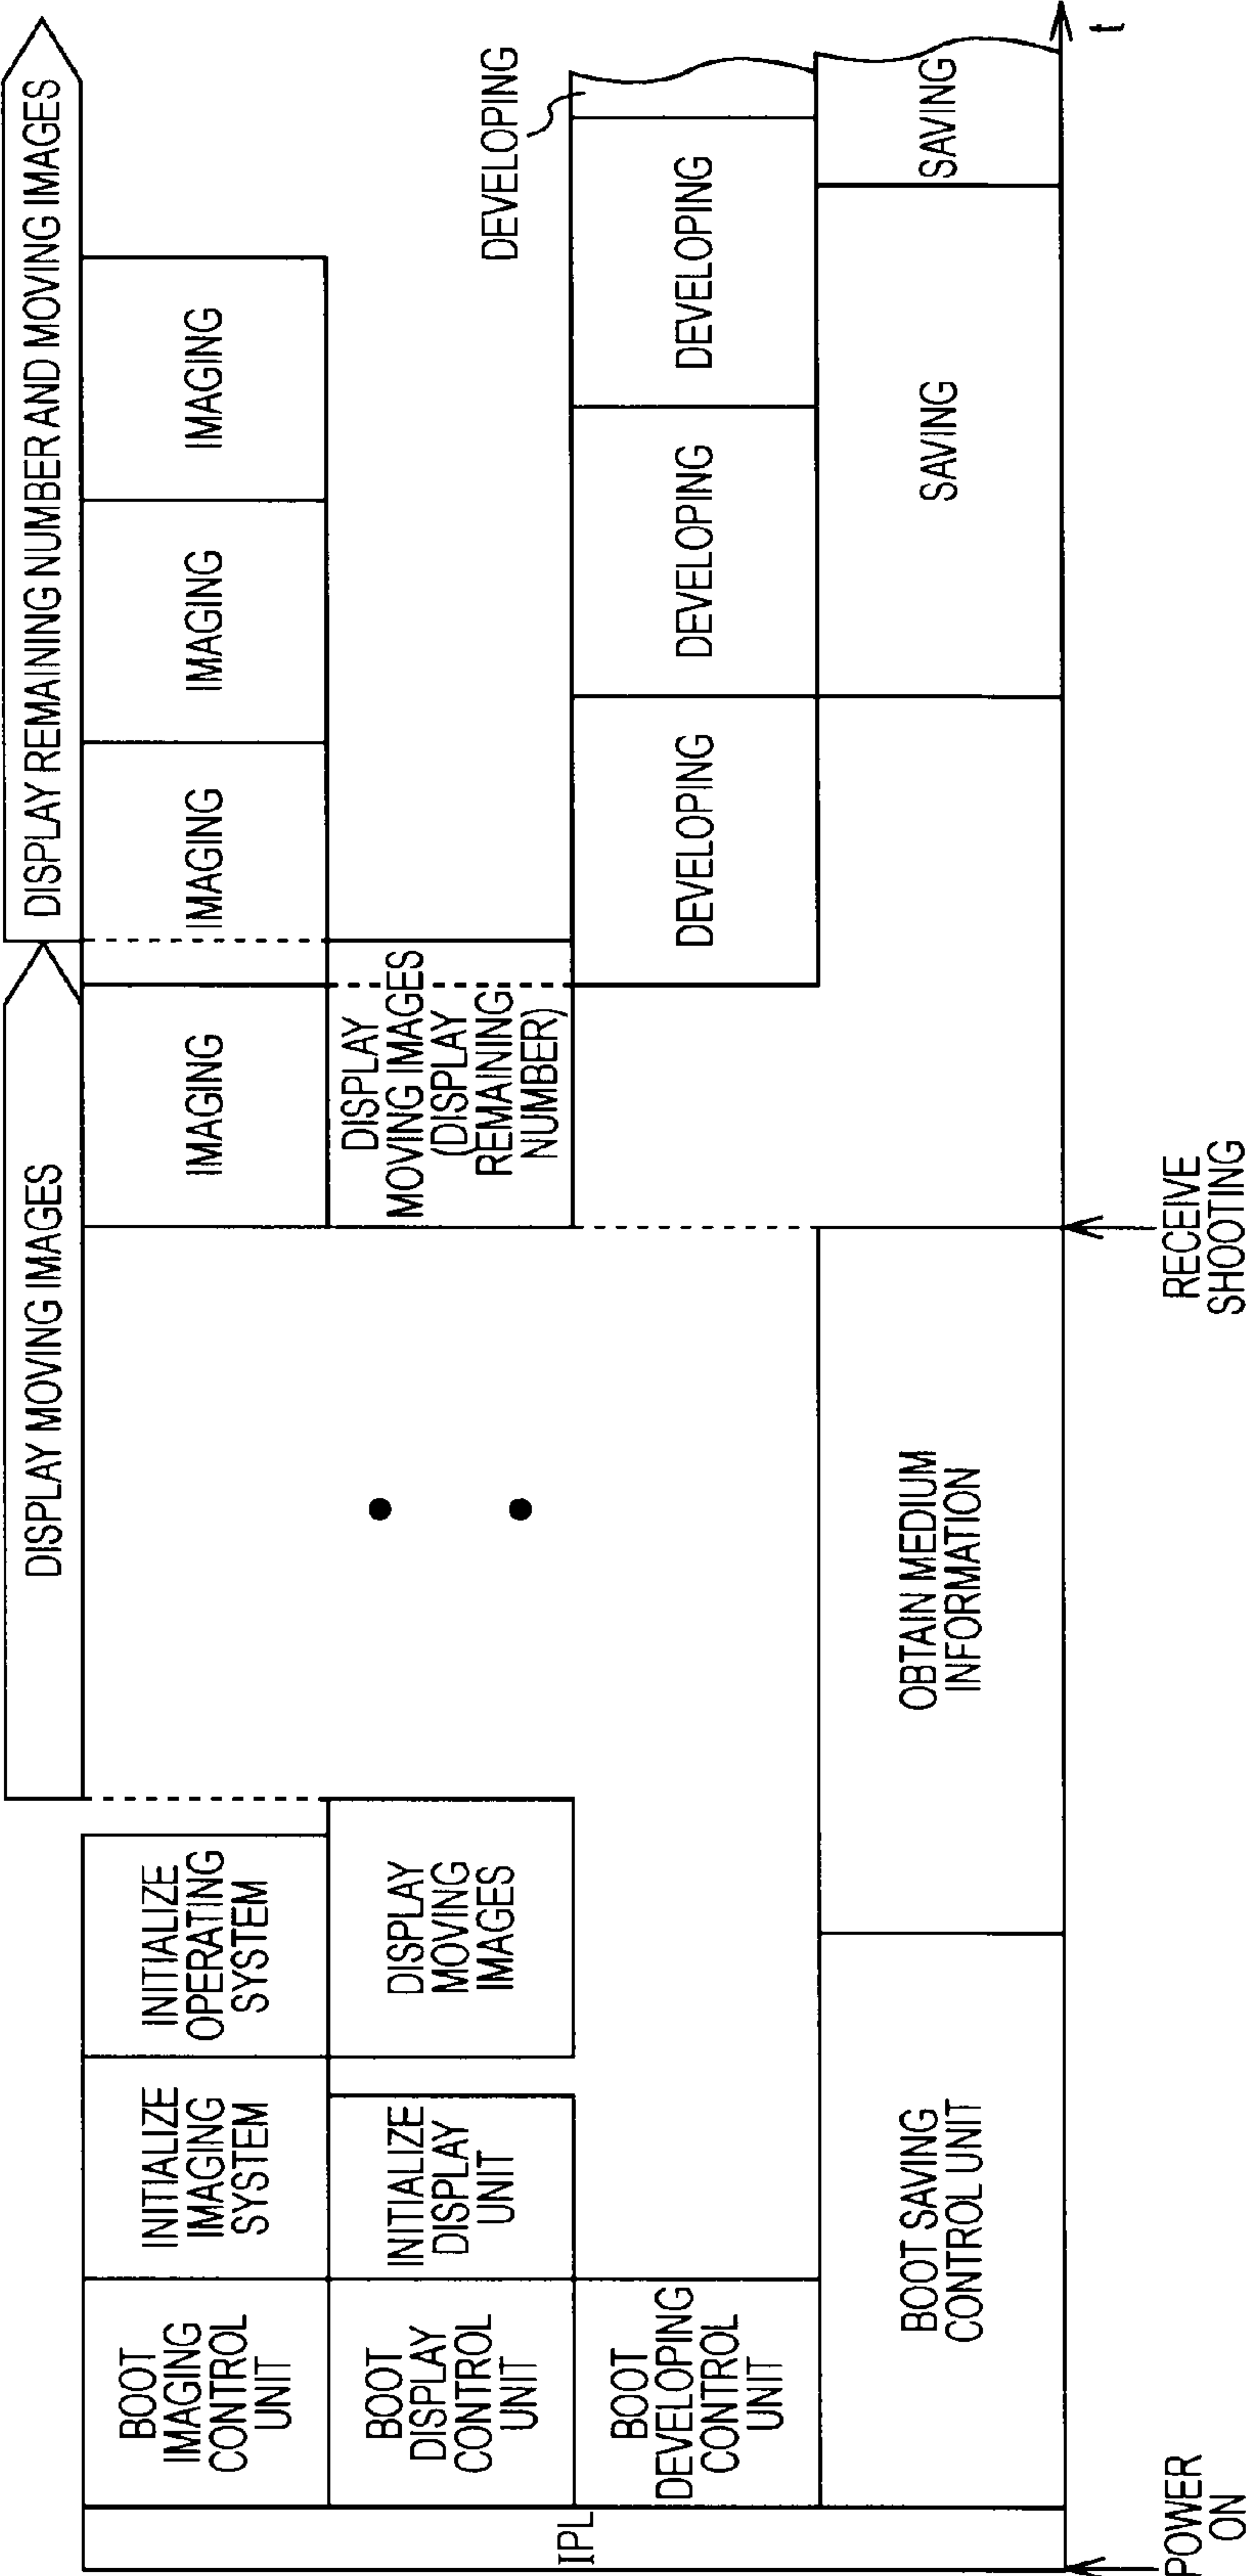 DISPLAY MOVING IMAGES
DISPLAY REMAINING NUMBER AND MOVING IMAGES
BOOT
IMAGING
CONTROL
UNIT
INITIALIZE
IMAGING
SYSTEM
INITIALIZE
OPERATING
SYSTEM
IMAGING
IMAGING
IMAGING
IMAGING
BOOT
DISPLAY
CONTROL
UNIT
INITIALIZE
DISPLAY
UNIT
DISPLAY
MOVING
IMAGES
DISPLAY
MOVING IMAGES
(DISPLAY
REMAINING
NUMBER)
DEVELOPING
IPL
BOOT
DEVELOPING
CONTROL
UNIT
DEVELOPING
DEVELOPING
DEVELOPING
BOOT SAVING
CONTROL UNIT
OBTAIN MEDIUM
INFORMATION
SAVING
SAVING
t
POWER
ON
RECEIVE
SHOOTING